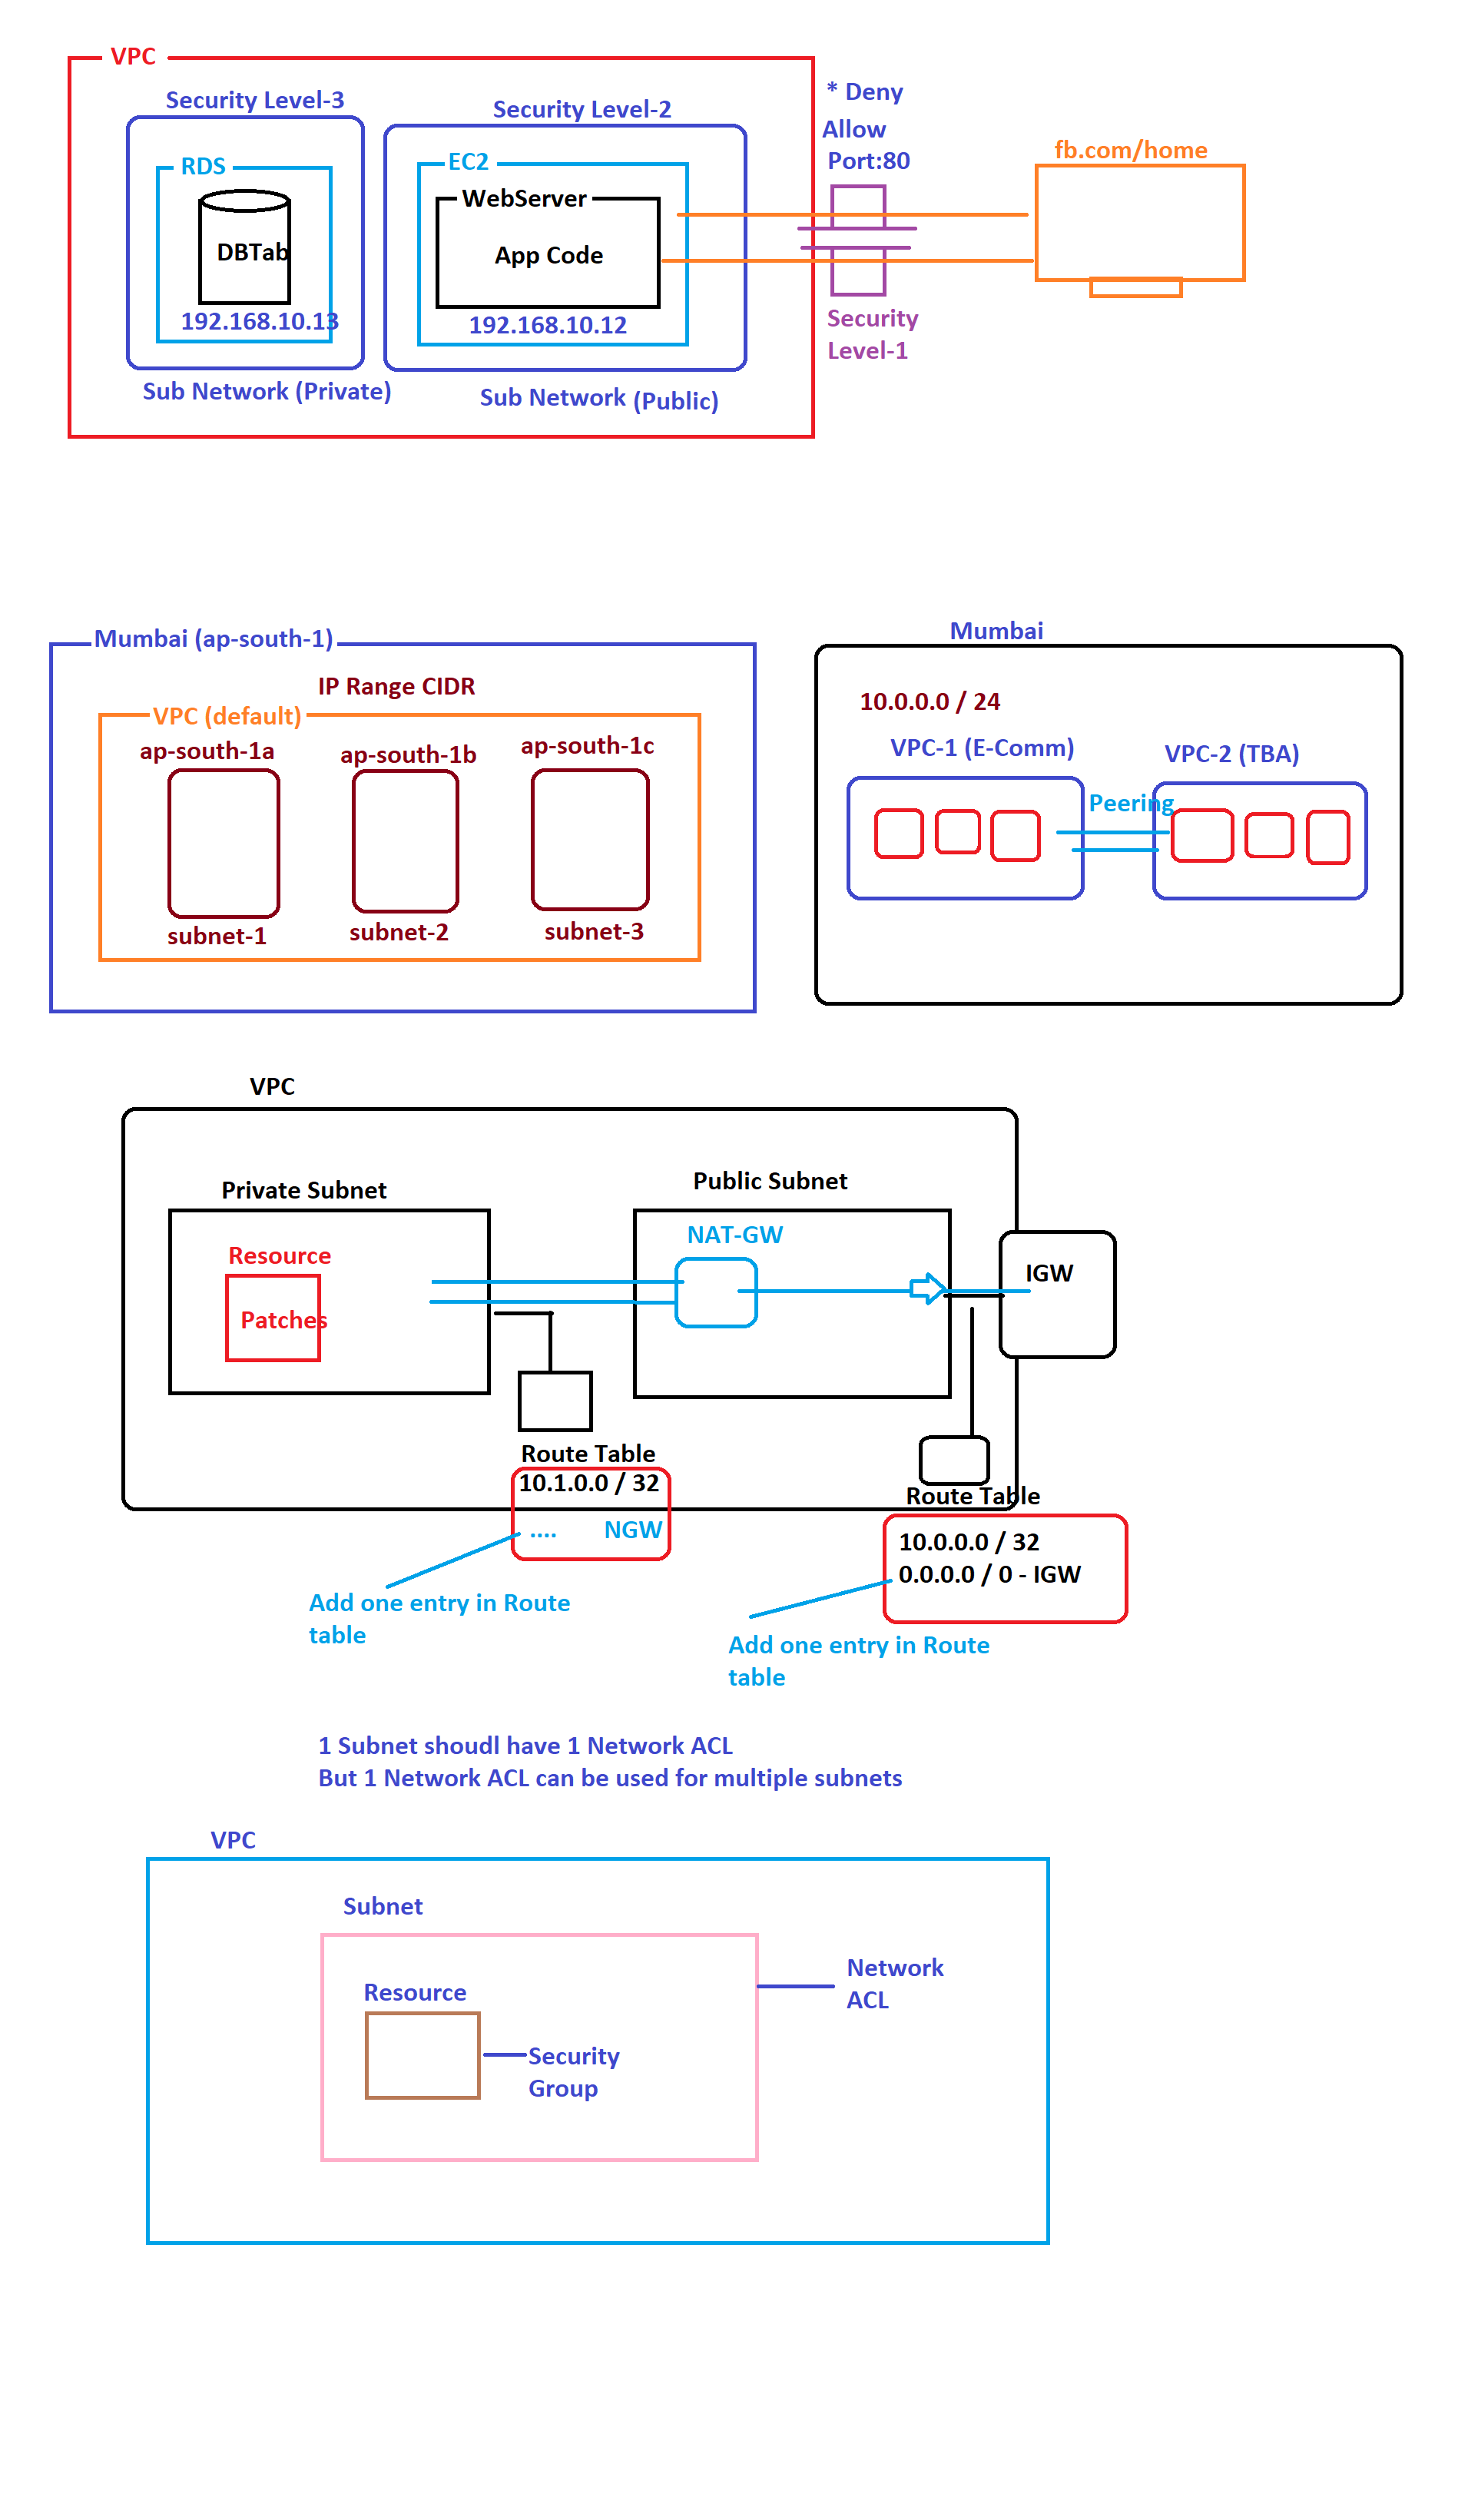 VPC
Security Level-3
Security Level-2
* Deny
Allow
Port:80
fb.com/home
RDS
EC2
WebServer
DBTab
App Code
192.168.10.13
192.168.10.12
Security
Level-1
Sub Network (Private)
Sub Network (Public)
Mumbai (ap-south-1)
IP Range CIDR
VPC (default)
ap-south-1a
ap-south-1b
ap-south-1c
subnet-1
subnet-2
subnet-3
Mumbai
10.0.0.0 / 24
VPC-1 (E-Comm)
VPC-2 (TBA)
Peering
VPC
Private Subnet
Public Subnet
Resource
Patches
NAT-GW
IGW
Route Table
10.1.0.0 / 32
.... NGW
Add one entry in Route
table
Route Table
10.0.0.0 / 32
0.0.0.0 / 0 - IGW
Add one entry in Route
table
1 Subnet shoudl have 1 Network ACL
But 1 Network ACL can be used for multiple subnets
VPC
Subnet
Resource
Security
Group
Network
ACL